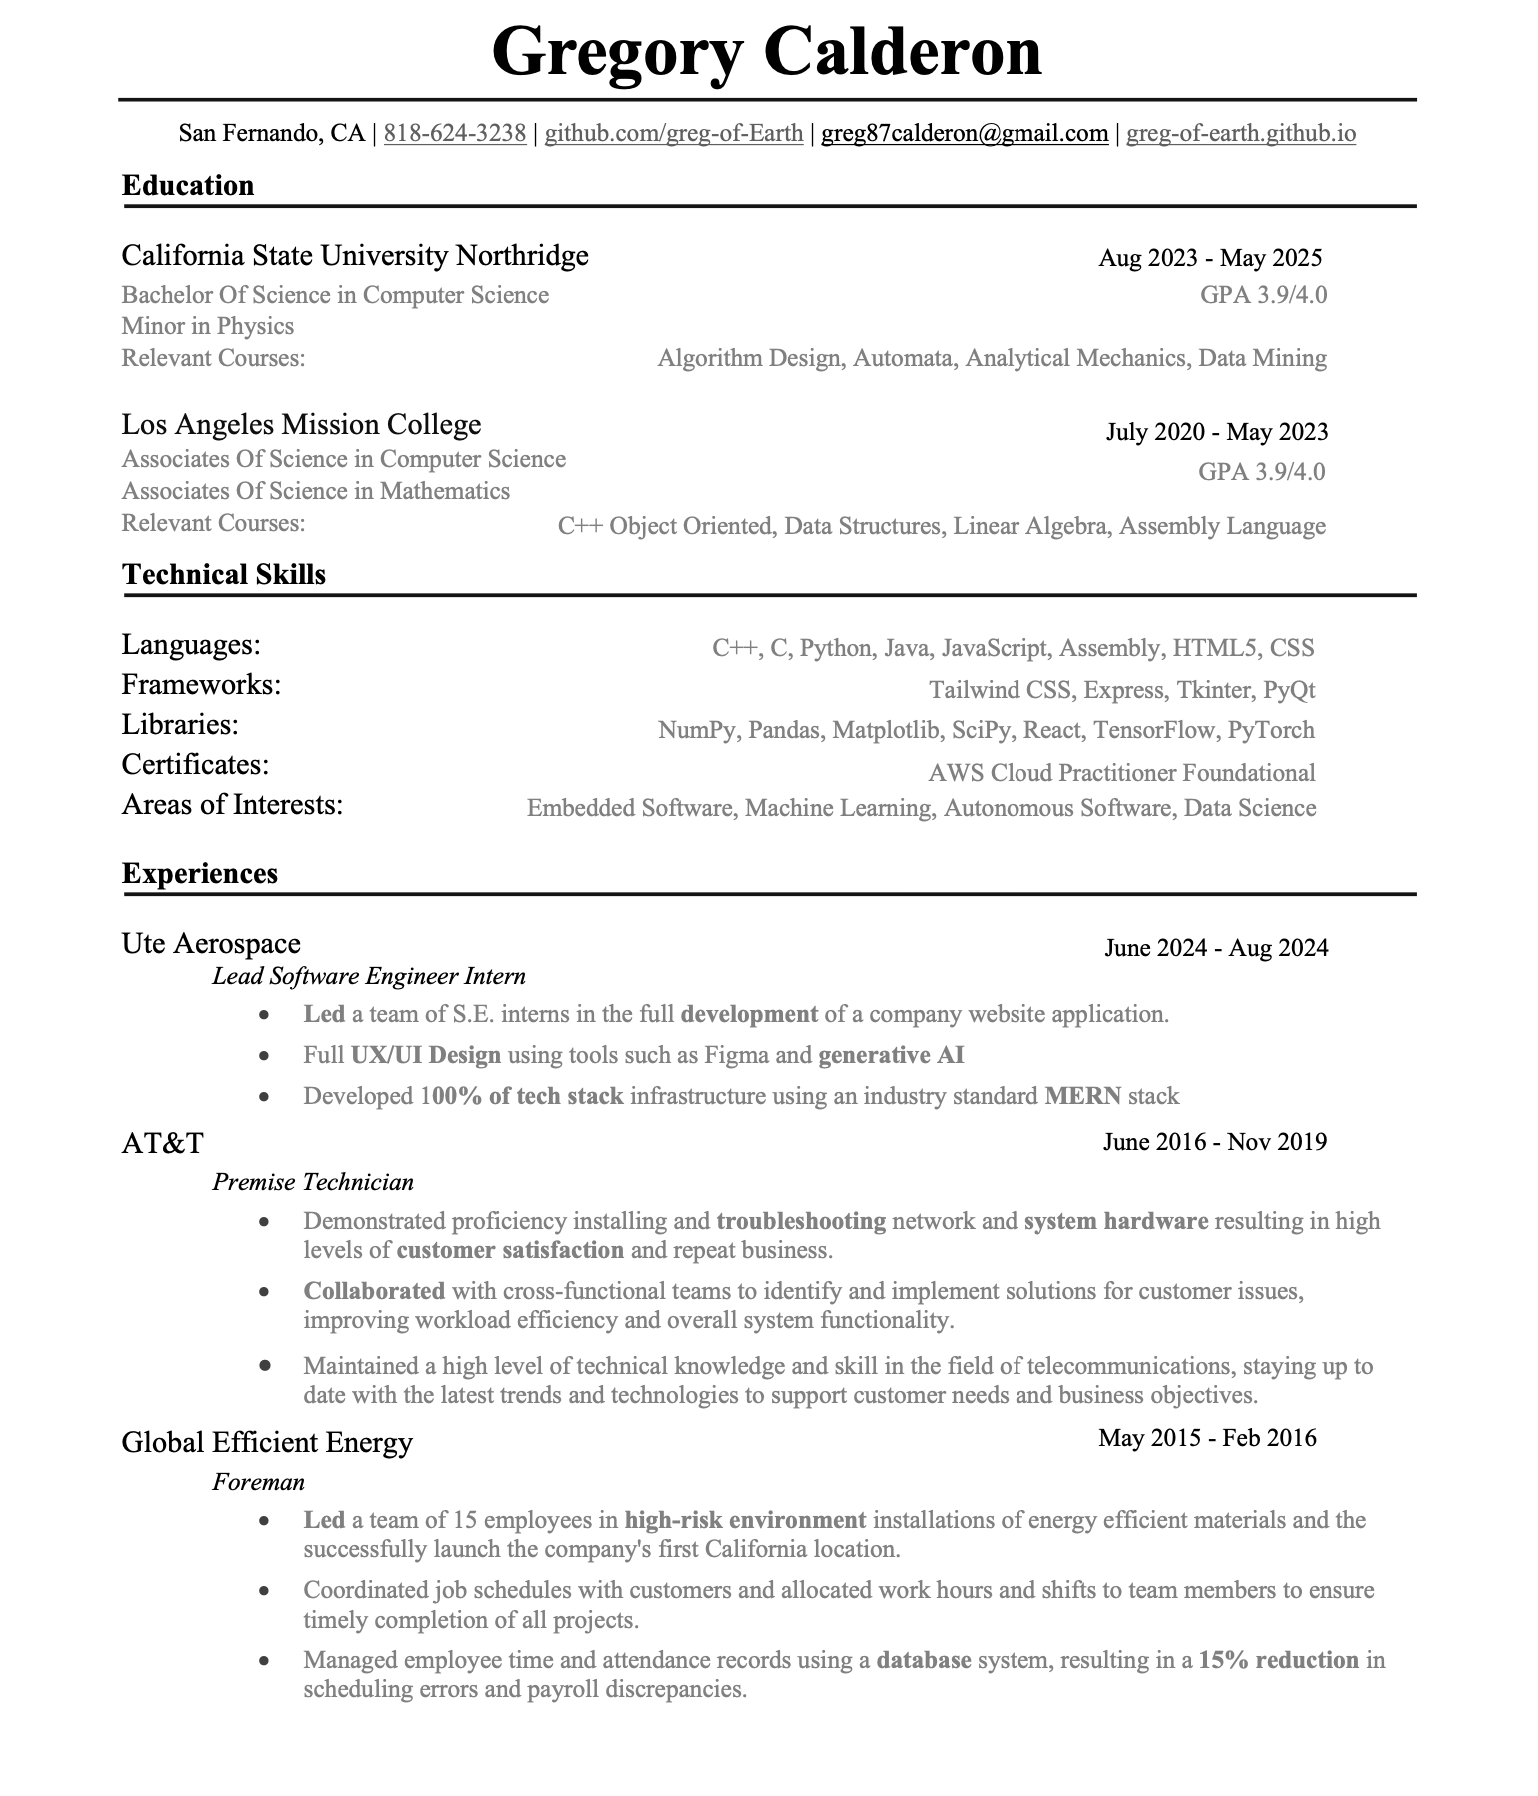 Gregory Calderon
San Fernando, CA | 818-624-3238 | github.com/greg-of-Earth | greg87calderon@gmail.com | greg-of-earth.github.io
Education
California State University Northridge Aug 2023 - May 2025
Bachelor Of Science in Computer Science GPA 3.9/4.0
Minor in Physics
Relevant Courses: Algorithm Design, Automata, Analytical Mechanics, Data Mining
Los Angeles Mission College July 2020 - May 2023
Associates Of Science in Computer Science GPA 3.9/4.0
Associates Of Science in Mathematics
Relevant Courses: C++ Object Oriented, Data Structures, Linear Algebra, Assembly Language
Technical Skills
Languages: C++, C, Python, Java, JavaScript, Assembly, HTML5, CSS
Frameworks: Tailwind CSS, Express, Tkinter, PyQt
Libraries: NumPy, Pandas, Matplotlib, SciPy, React, TensorFlow, PyTorch
Certificates: AWS Cloud Practitioner Foundational
Areas of Interests: Embedded Software, Machine Learning, Autonomous Software, Data Science
Experiences
Ute Aerospace June 2024 - Aug 2024
Lead Software Engineer Intern
• Led a team of S.E. interns in the full development of a company website application.
• Full UX/UI Design using tools such as Figma and generative AI
• Developed 100% of tech stack infrastructure using an industry standard MERN stack
AT&T June 2016 - Nov 2019
Premise Technician
• Demonstrated proficiency installing and troubleshooting network and system hardware resulting in high
levels of customer satisfaction and repeat business.
• Collaborated with cross-functional teams to identify and implement solutions for customer issues,
improving workload efficiency and overall system functionality.
• Maintained a high level of technical knowledge and skill in the field of telecommunications, staying up to
date with the latest trends and technologies to support customer needs and business objectives.
Global Efficient Energy May 2015 - Feb 2016
Foreman
• Led a team of 15 employees in high-risk environment installations of energy efficient materials and the
successfully launch the company's first California location.
• Coordinated job schedules with customers and allocated work hours and shifts to team members to ensure
timely completion of all projects.
• Managed employee time and attendance records using a database system, resulting in a 15% reduction in
scheduling errors and payroll discrepancies.